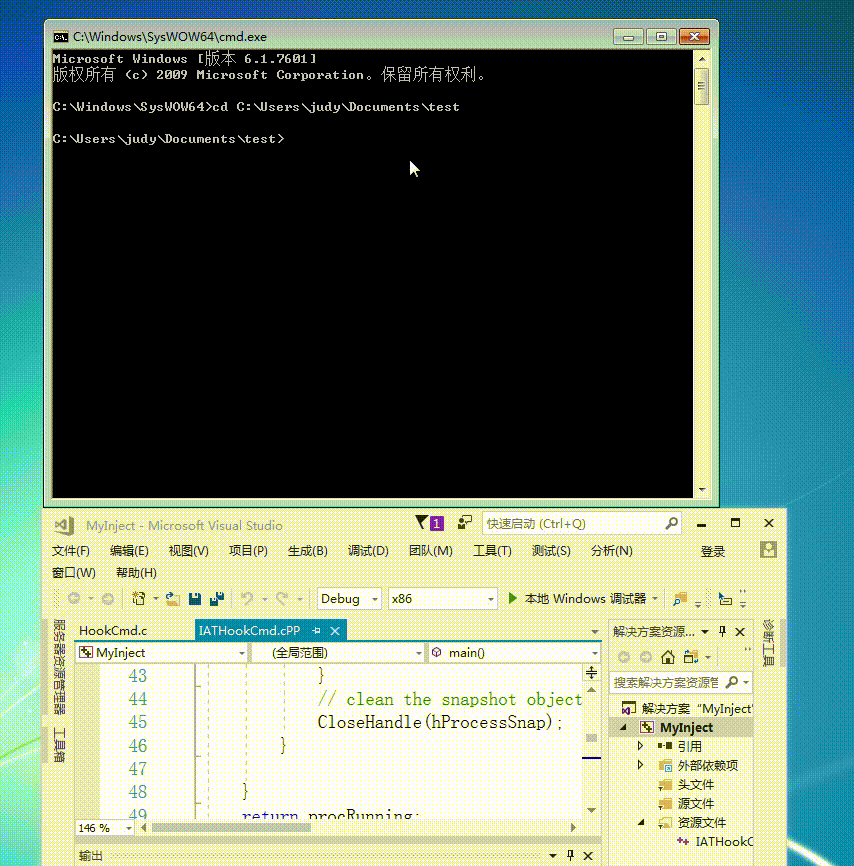 C:\Windows\SysWOW64\cmd.exe
Microsoft Windows [版本 6.1.7601]
版权所有 (c) 2009 Microsoft Corporation。保留所有权利。
C:\Windows\SysWOW64>cd C:\Users\judy\Documents\test
C:\Users\judy\Documents\test>
MyInject - Microsoft Visual Studio
1
快速启动 (Ctrl+Q)
文件(F) 编辑(E) 视图(V) 项目(P) 生成(B) 调试(D) 团队(M) 工具(T) 测试(S) 分析(N) 登录
窗口(W) 帮助(H)
Debug x86 本地 Windows 调试器
服务器资源管理器
工具箱
HookCmd.c IATHookCmd.cPP
MyInject (全局范围) main()
43 }
44 // clean the snapshot object
45 CloseHandle(hProcessSnap);
46 }
47
48 }
49 return procRunning;
146 %
输出
解决方案资源...
搜索解决方案资源管
解决方案 "MyInject"
MyInject
引用
外部依赖项
头文件
源文件
资源文件
IATHookC
诊断工具